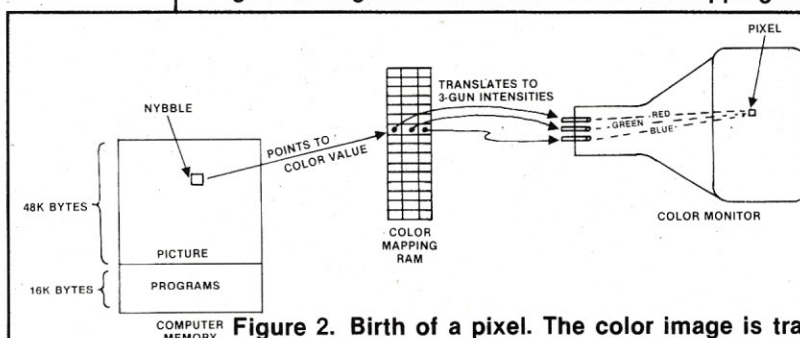 PIXEL
TRANSLATES TO
3-GUN INTENSITIES
NYBBLE
RED
GREEN
BLUE
POINTS TO
COLOR VALUE
48K BYTES
COLOR MONITOR
COLOR
MAPPING
RAM
PICTURE
16K BYTES
PROGRAMS
COMPUTER
MEMORY
Figure 2. Birth of a pixel. The color image is tra